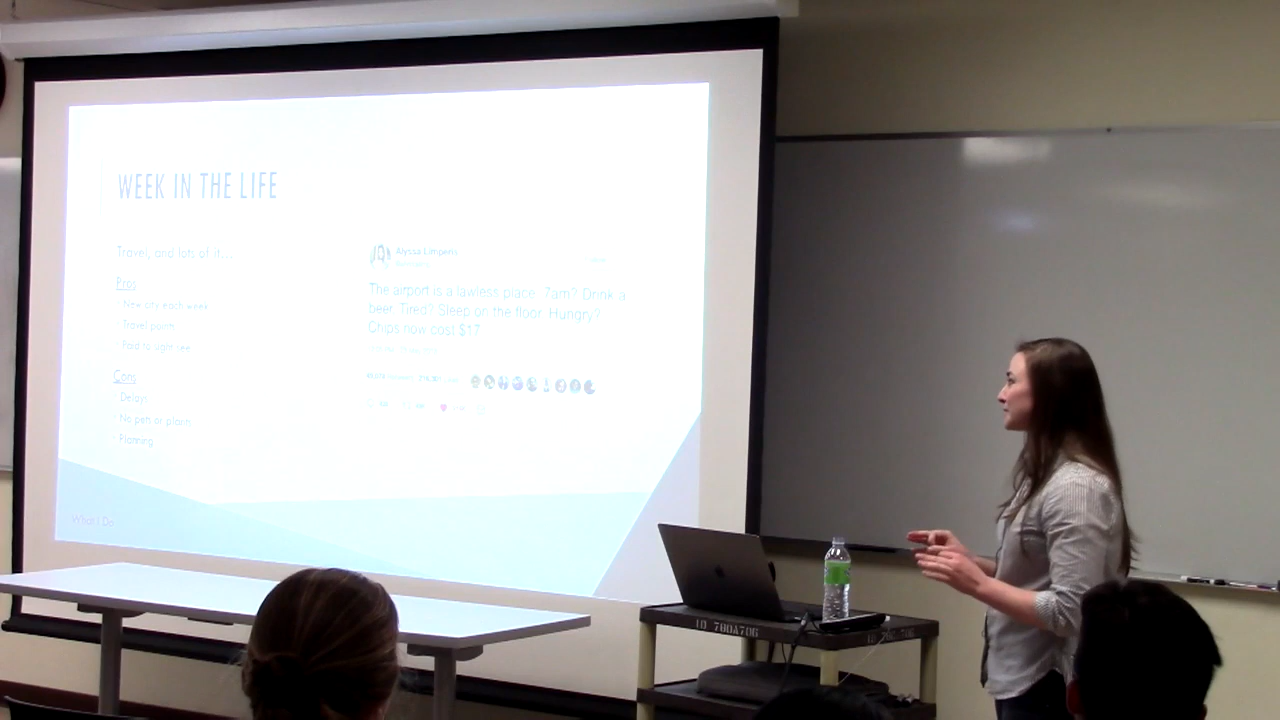 WEEK IN THE LIFE
Travel, and lots of it...
Pros
New city each week
Travel points
Paid to sight see
Cons
Delays
No pets or plants
Planning
What I Do
Alyssa Limperis
The airport is a lawless place. 7am? Drink a
beer. Tired? Sleep on the floor. Hungry?
Chips now cost $17
ID 700A706